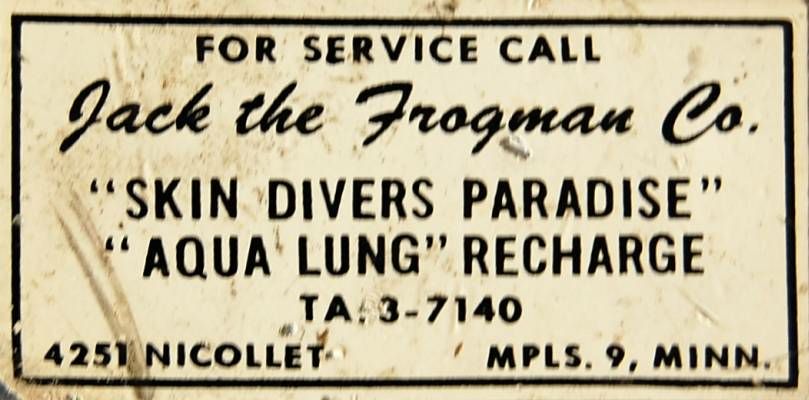 FOR SERVICE CALL
Jack the Frogman Co.
“SKIN DIVERS PARADISE”
“AQUA LUNG” RECHARGE
TA. 3-7140
4251 NICOLLET MPLS. 9, MINN.